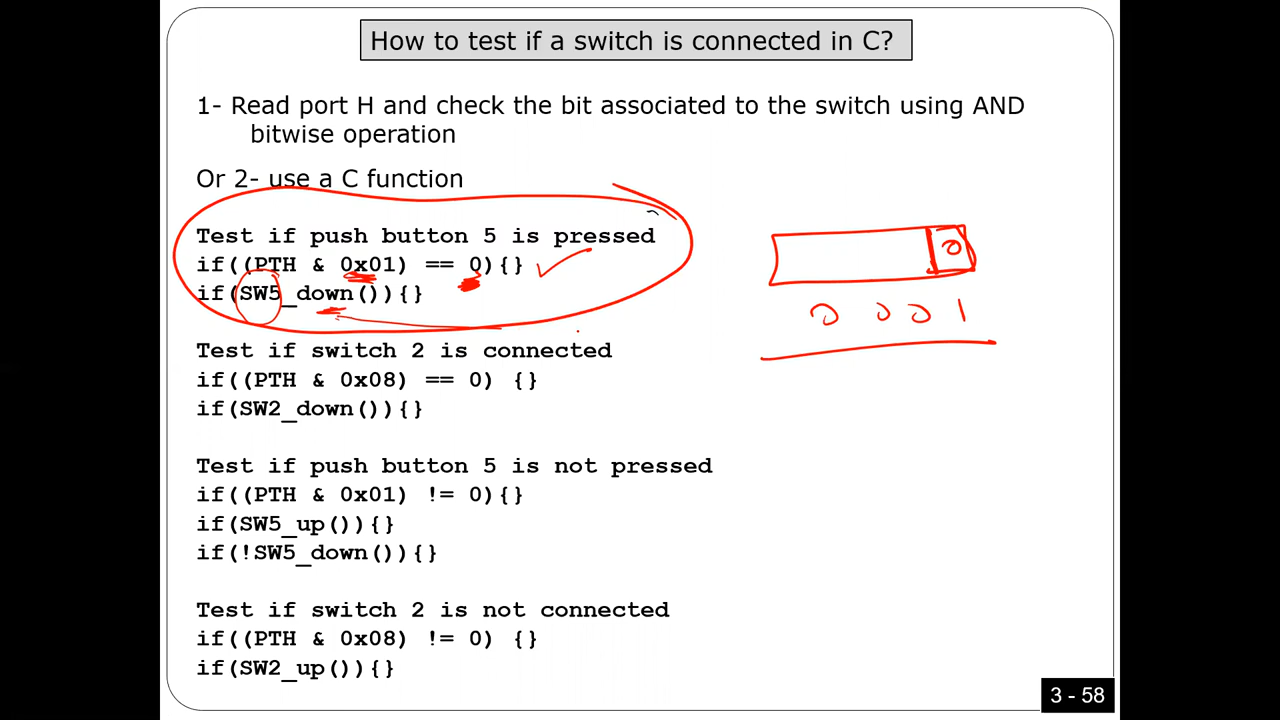 How to test if a switch is connected in C?
1- Read port H and check the bit associated to the switch using AND
bitwise operation
Or 2- use a C function
Test if push button 5 is pressed
if((PTH & 0x01) == 0){}
if(SW5_down()){}
0
0 0 0 1
Test if switch 2 is connected
if((PTH & 0x08) == 0) {}
if(SW2_down()){}
Test if push button 5 is not pressed
if((PTH & 0x01) != 0){}
if(SW5_up()){}
if(!SW5_down()){}
Test if switch 2 is not connected
if((PTH & 0x08) != 0) {}
if(SW2_up()){}
3 - 58